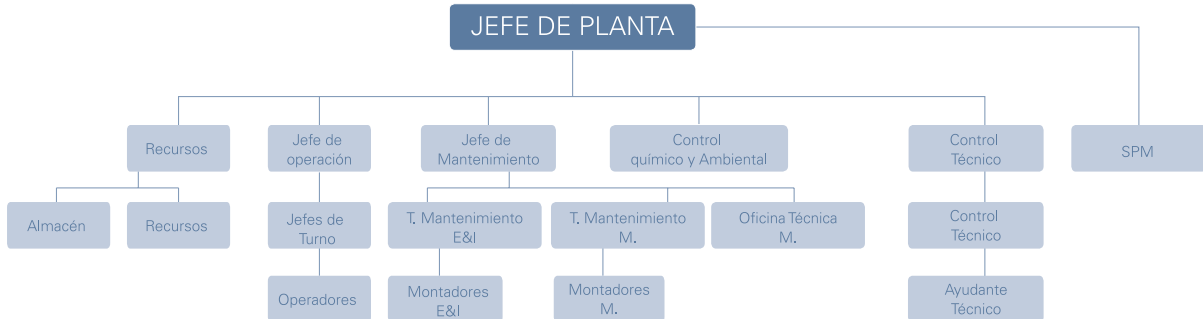 JEFE DE PLANTA
Recursos
Jefe de
operación
Jefe de
Mantenimiento
Control
químico y Ambiental
Control
Técnico
SPM
Almacén
Recursos
Jefes de
Turno
T. Mantenimiento
E&I
T. Mantenimiento
M.
Oficina Técnica
M.
Control
Técnico
Operadores
Montadores
E&I
Montadores
M.
Ayudante
Técnico